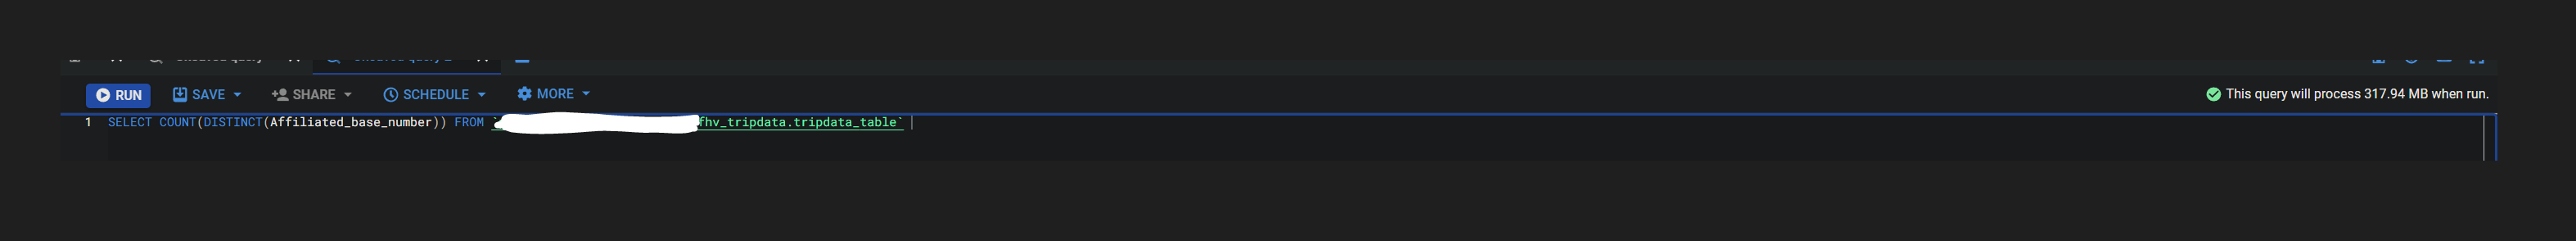 RUN SAVE SHARE SCHEDULE MORE This query will process 317.94 MB when run.
1 SELECT COUNT(DISTINCT(Affiliated_base_number)) FROM ` fhv_tripdata.tripdata_table`